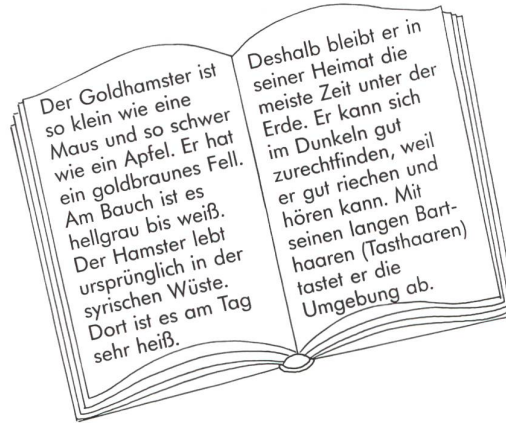 Der Goldhamster ist
so klein wie eine
Maus und so schwer
wie ein Apfel. Er hat
ein goldbraunes Fell.
Am Bauch ist es
hellgrau bis weiß.
Der Hamster lebt
ursprünglich in der
syrischen Wüste.
Dort ist es am Tag
sehr heiß.
Deshalb bleibt er in
seiner Heimat die
meiste Zeit unter der
Erde. Er kann sich
im Dunkeln gut
zurechtfinden, weil
er gut riechen und
hören kann. Mit
seinen langen Bart-
haaren (Tasthaaren)
tastet er die
Umgebung ab.